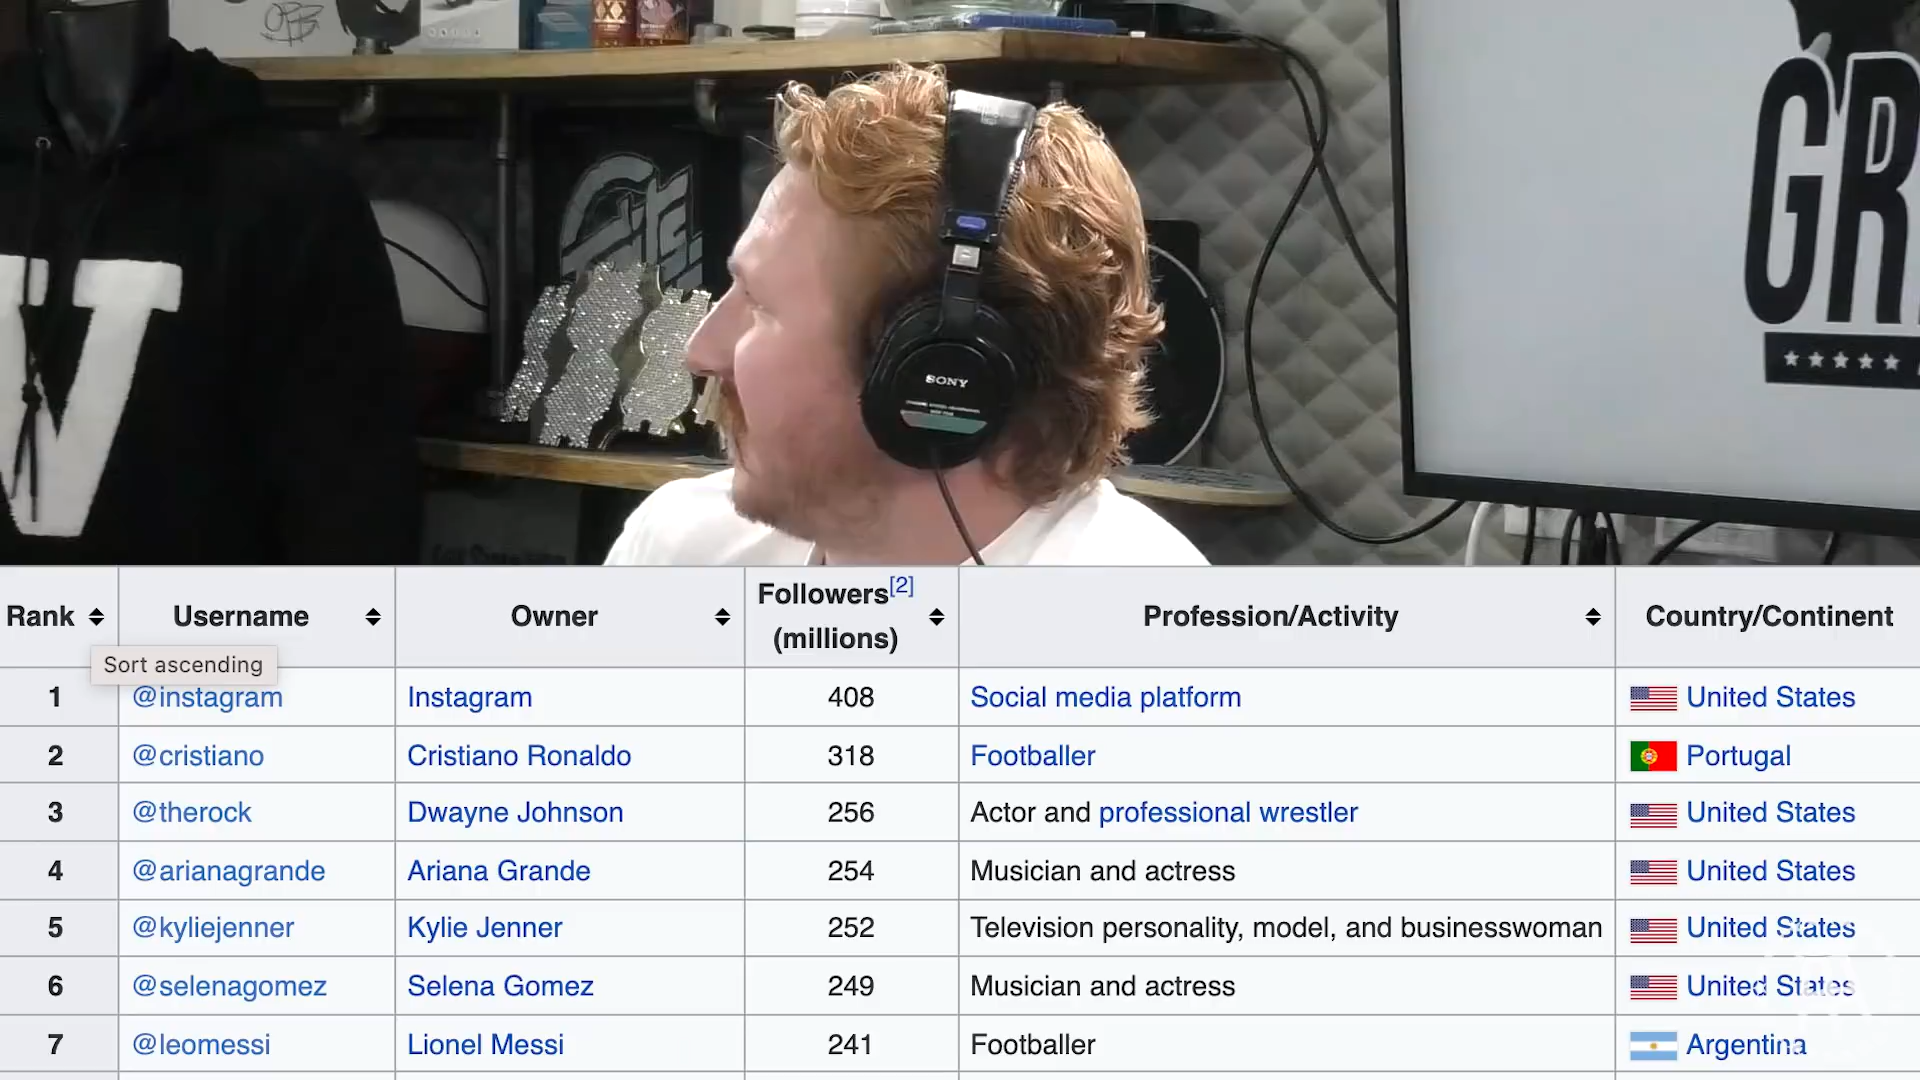 GR
★★★★★
W
SONY
Rank Username Owner Followers[2] (millions) Profession/Activity Country/Continent
Sort ascending
1 @instagram Instagram 408 Social media platform United States
2 @cristiano Cristiano Ronaldo 318 Footballer Portugal
3 @therock Dwayne Johnson 256 Actor and professional wrestler United States
4 @arianagrande Ariana Grande 254 Musician and actress United States
5 @kyliejenner Kylie Jenner 252 Television personality, model, and businesswoman United States
6 @selenagomez Selena Gomez 249 Musician and actress United States
7 @leomessi Lionel Messi 241 Footballer Argentina